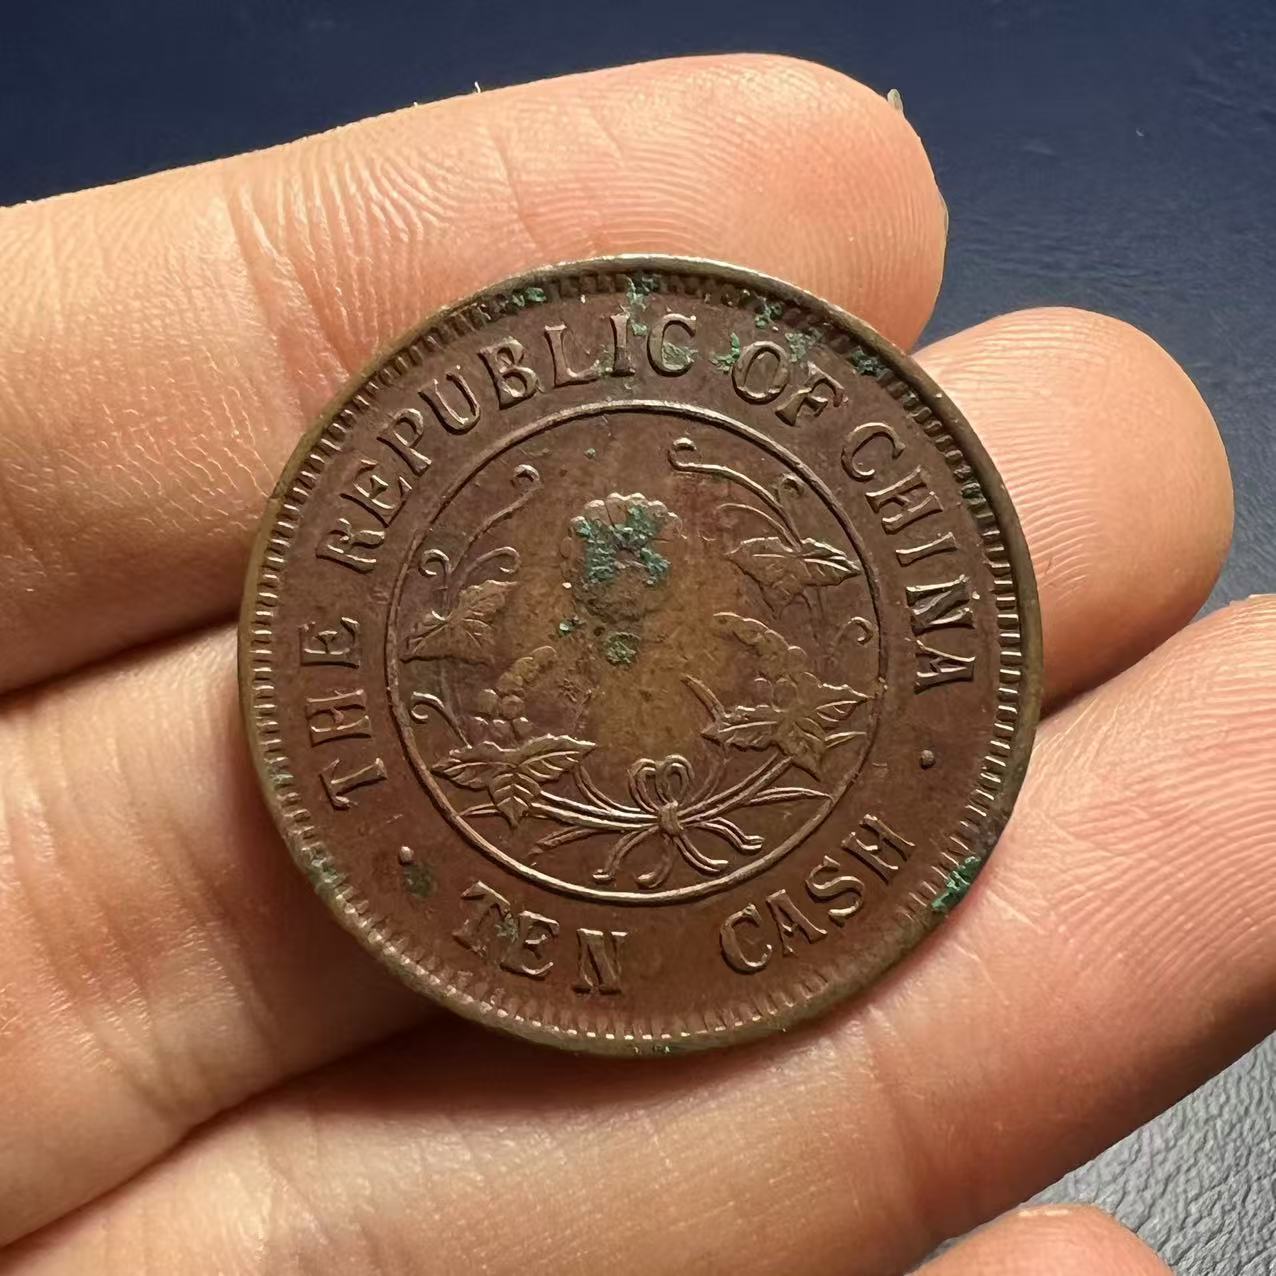 THE REPUBLIC OF CHINA
TEN CASH